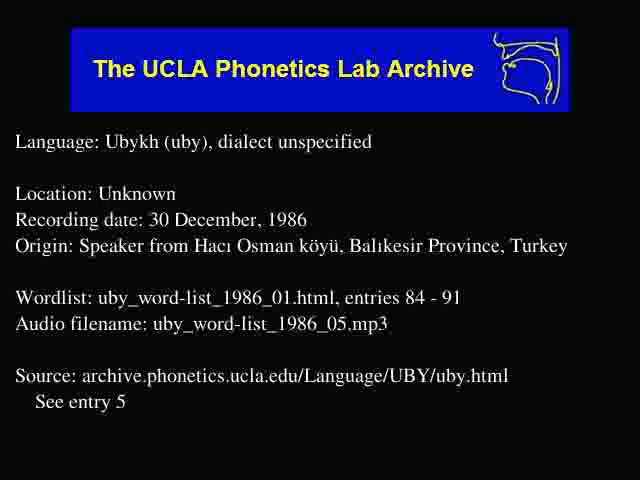 The UCLA Phonetics Lab Archive
Language: Ubykh (uby), dialect unspecified
Location: Unknown
Recording date: 30 December, 1986
Origin: Speaker from Hacı Osman köyü, Balıkesir Province, Turkey
Wordlist: uby_word-list_1986_01.html, entries 84 - 91
Audio filename: uby_word-list_1986_05.mp3
Source: archive.phonetics.ucla.edu/Language/UBY/uby.html
See entry 5